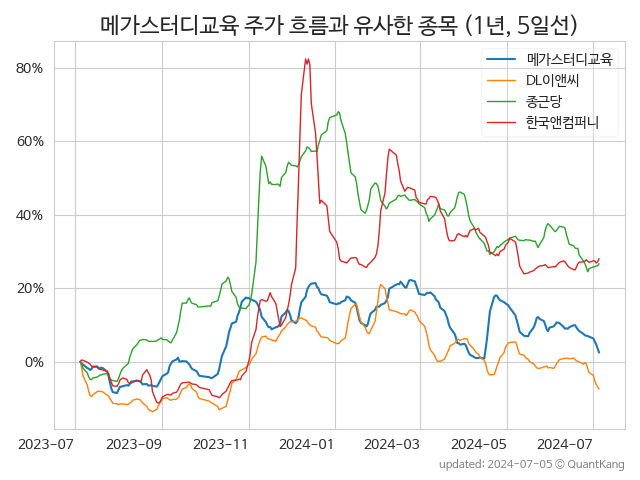 메가스터디교육 주가 흐름과 유사한 종목 (1년, 5일선)
메가스터디교육
DL이앤씨
종근당
한국앤컴퍼니
80%
60%
40%
20%
0%
2023-07 2023-09 2023-11 2024-01 2024-03 2024-05 2024-07
updated: 2024-07-05 © QuantKang